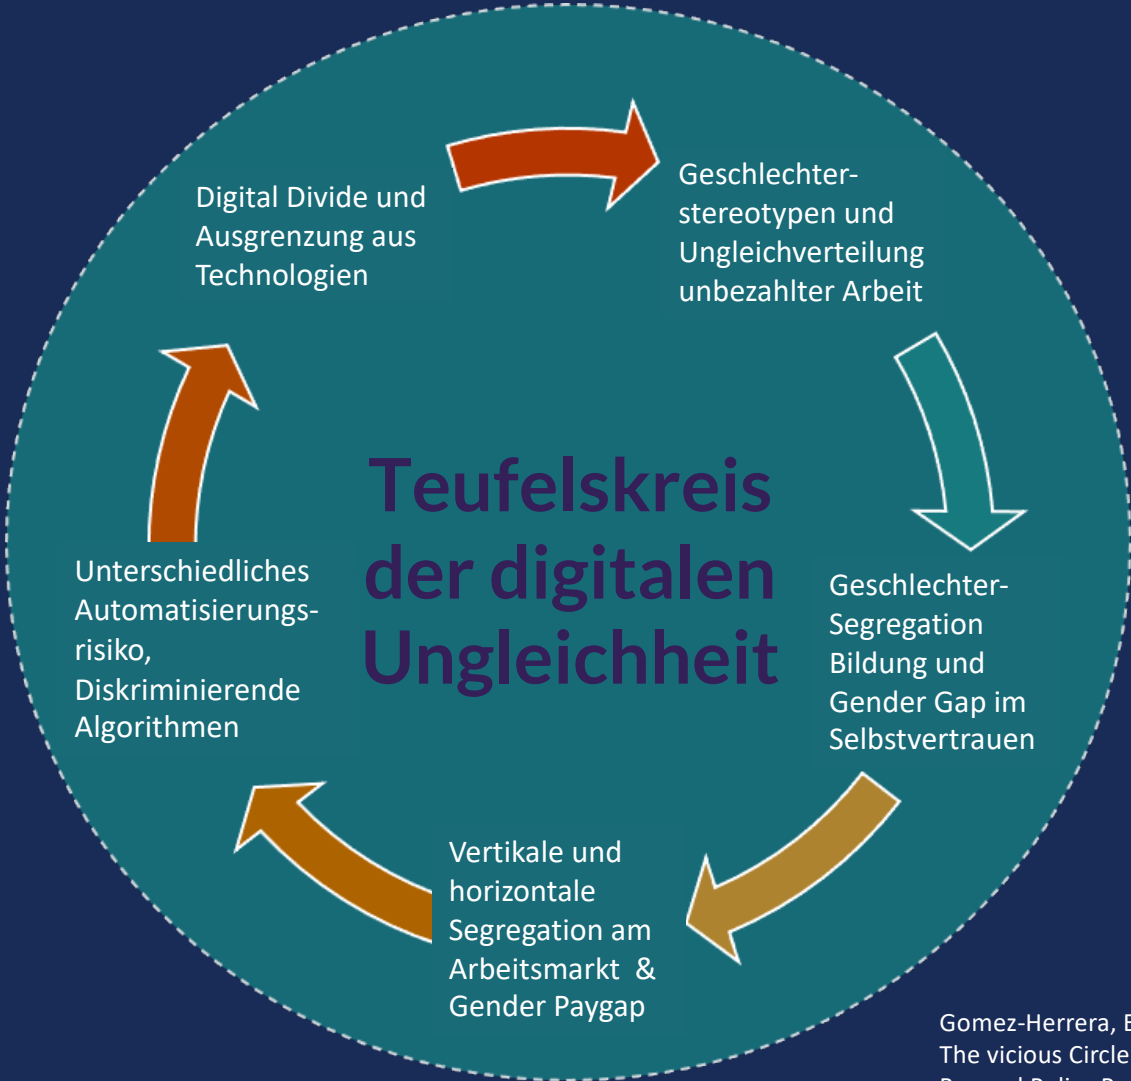 Digital Divide und
Ausgrenzung aus
Technologien
Geschlechter-
stereotypen und
Ungleichverteilung
unbezahlter Arbeit
Geschlechter-
Segregation
Bildung und
Gender Gap im
Selbstvertrauen
Vertikale und
horizontale
Segregation am
Arbeitsmarkt &
Gender Paygap
Unterschiedliches
Automatisierungs-
risiko,
Diskriminierende
Algorithmen
Teufelskreis
der digitalen
Ungleichheit
Gomez-Herrera,
The vicious Circle